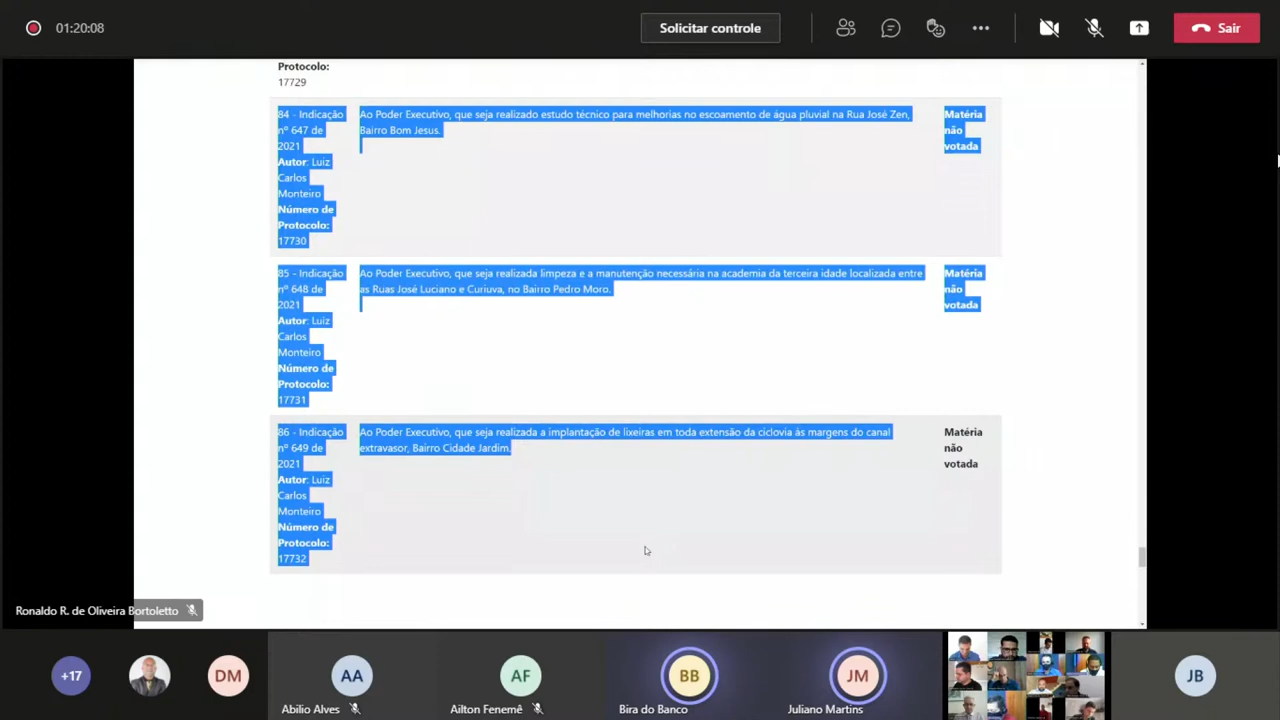 01:20:08
Solicitar controle
Sair
Protocolo:
17729
84 - Indicação
nº 647 de
2021
Autor: Luiz
Carlos
Monteiro
Número de
Protocolo:
17730
Ao Poder Executivo, que seja realizado estudo técnico para melhorias no escoamento de água pluvial na Rua José Zen,
Bairro Bom Jesus.
Matéria
não
votada
85 - Indicação
nº 648 de
2021
Autor: Luiz
Carlos
Monteiro
Número de
Protocolo:
17731
Ao Poder Executivo, que seja realizada limpeza e a manutenção necessária na academia da terceira idade localizada entre
as Ruas José Luciano e Curiuva, no Bairro Pedro Moro.
Matéria
não
votada
86 - Indicação
nº 649 de
2021
Autor: Luiz
Carlos
Monteiro
Número de
Protocolo:
17732
Ao Poder Executivo, que seja realizada a implantação de lixeiras em toda extensão da ciclovia às margens do canal
extravasor, Bairro Cidade Jardim.
Matéria
não
votada
Ronaldo R. de Oliveira Bortoletto
+17
DM
AA
Abilio Alves
AF
Ailton Fenemê
BB
Bira do Banco
JM
Juliano Martins
JB